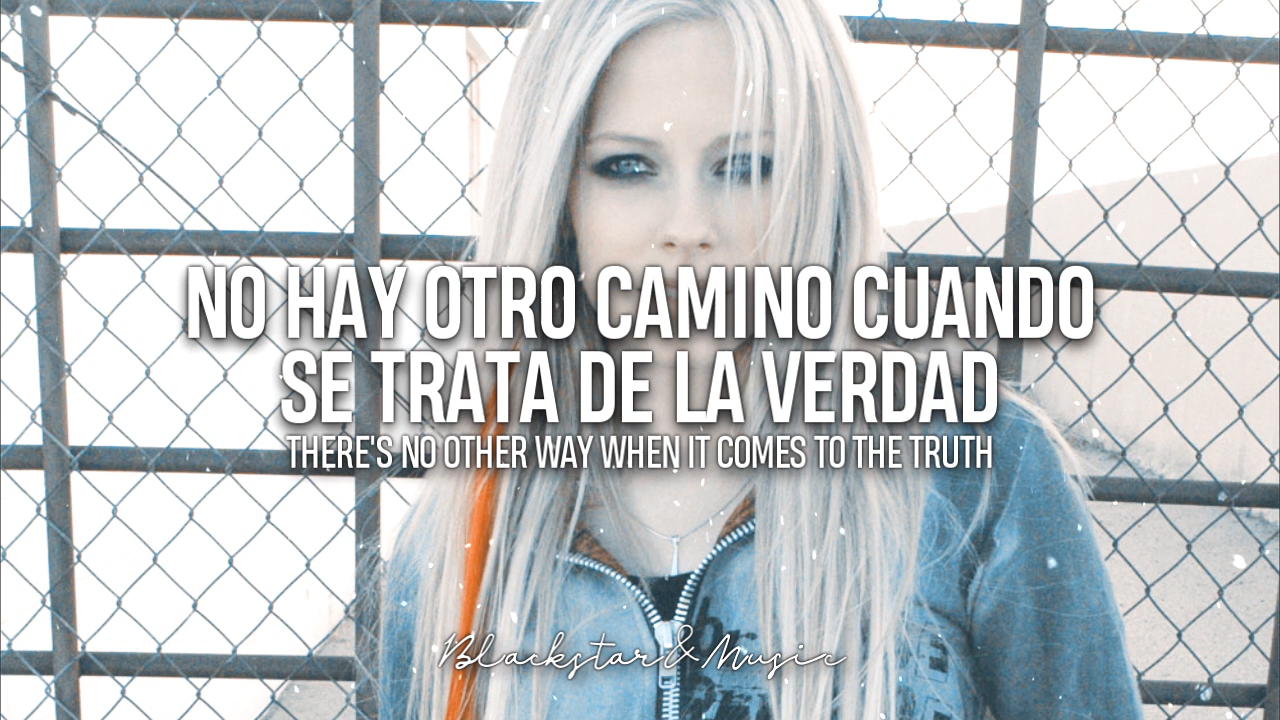 NO HAY OTRO CAMINO CUANDO
SE TRATA DE LA VERDAD
THERE'S NO OTHER WAY WHEN IT COMES TO THE TRUTH
Blackstar&Music